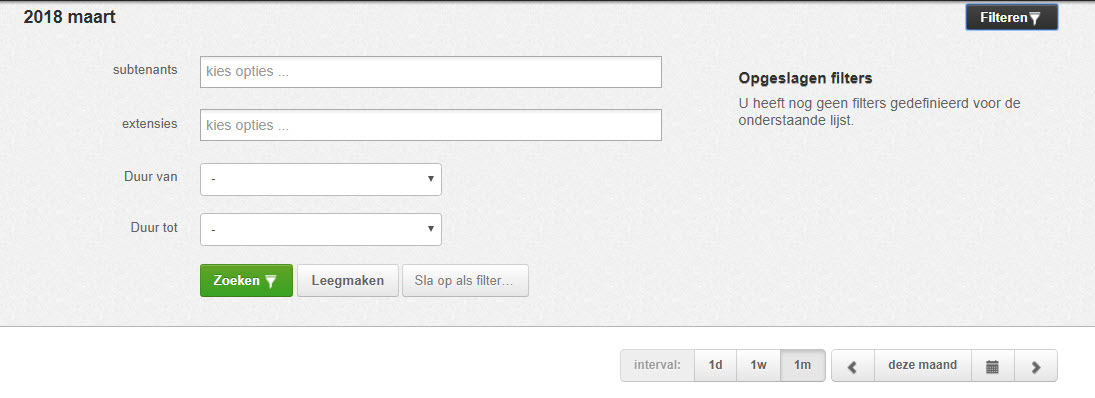 2018 maart
Filteren
subtenants
kies opties ...
extensies
kies opties ...
Duur van
-
Duur tot
-
Zoeken
Leegmaken
Sla op als filter...
Opgeslagen filters
U heeft nog geen filters gedefinieerd voor de
onderstaande lijst.
interval:
1d
1w
1m
deze maand